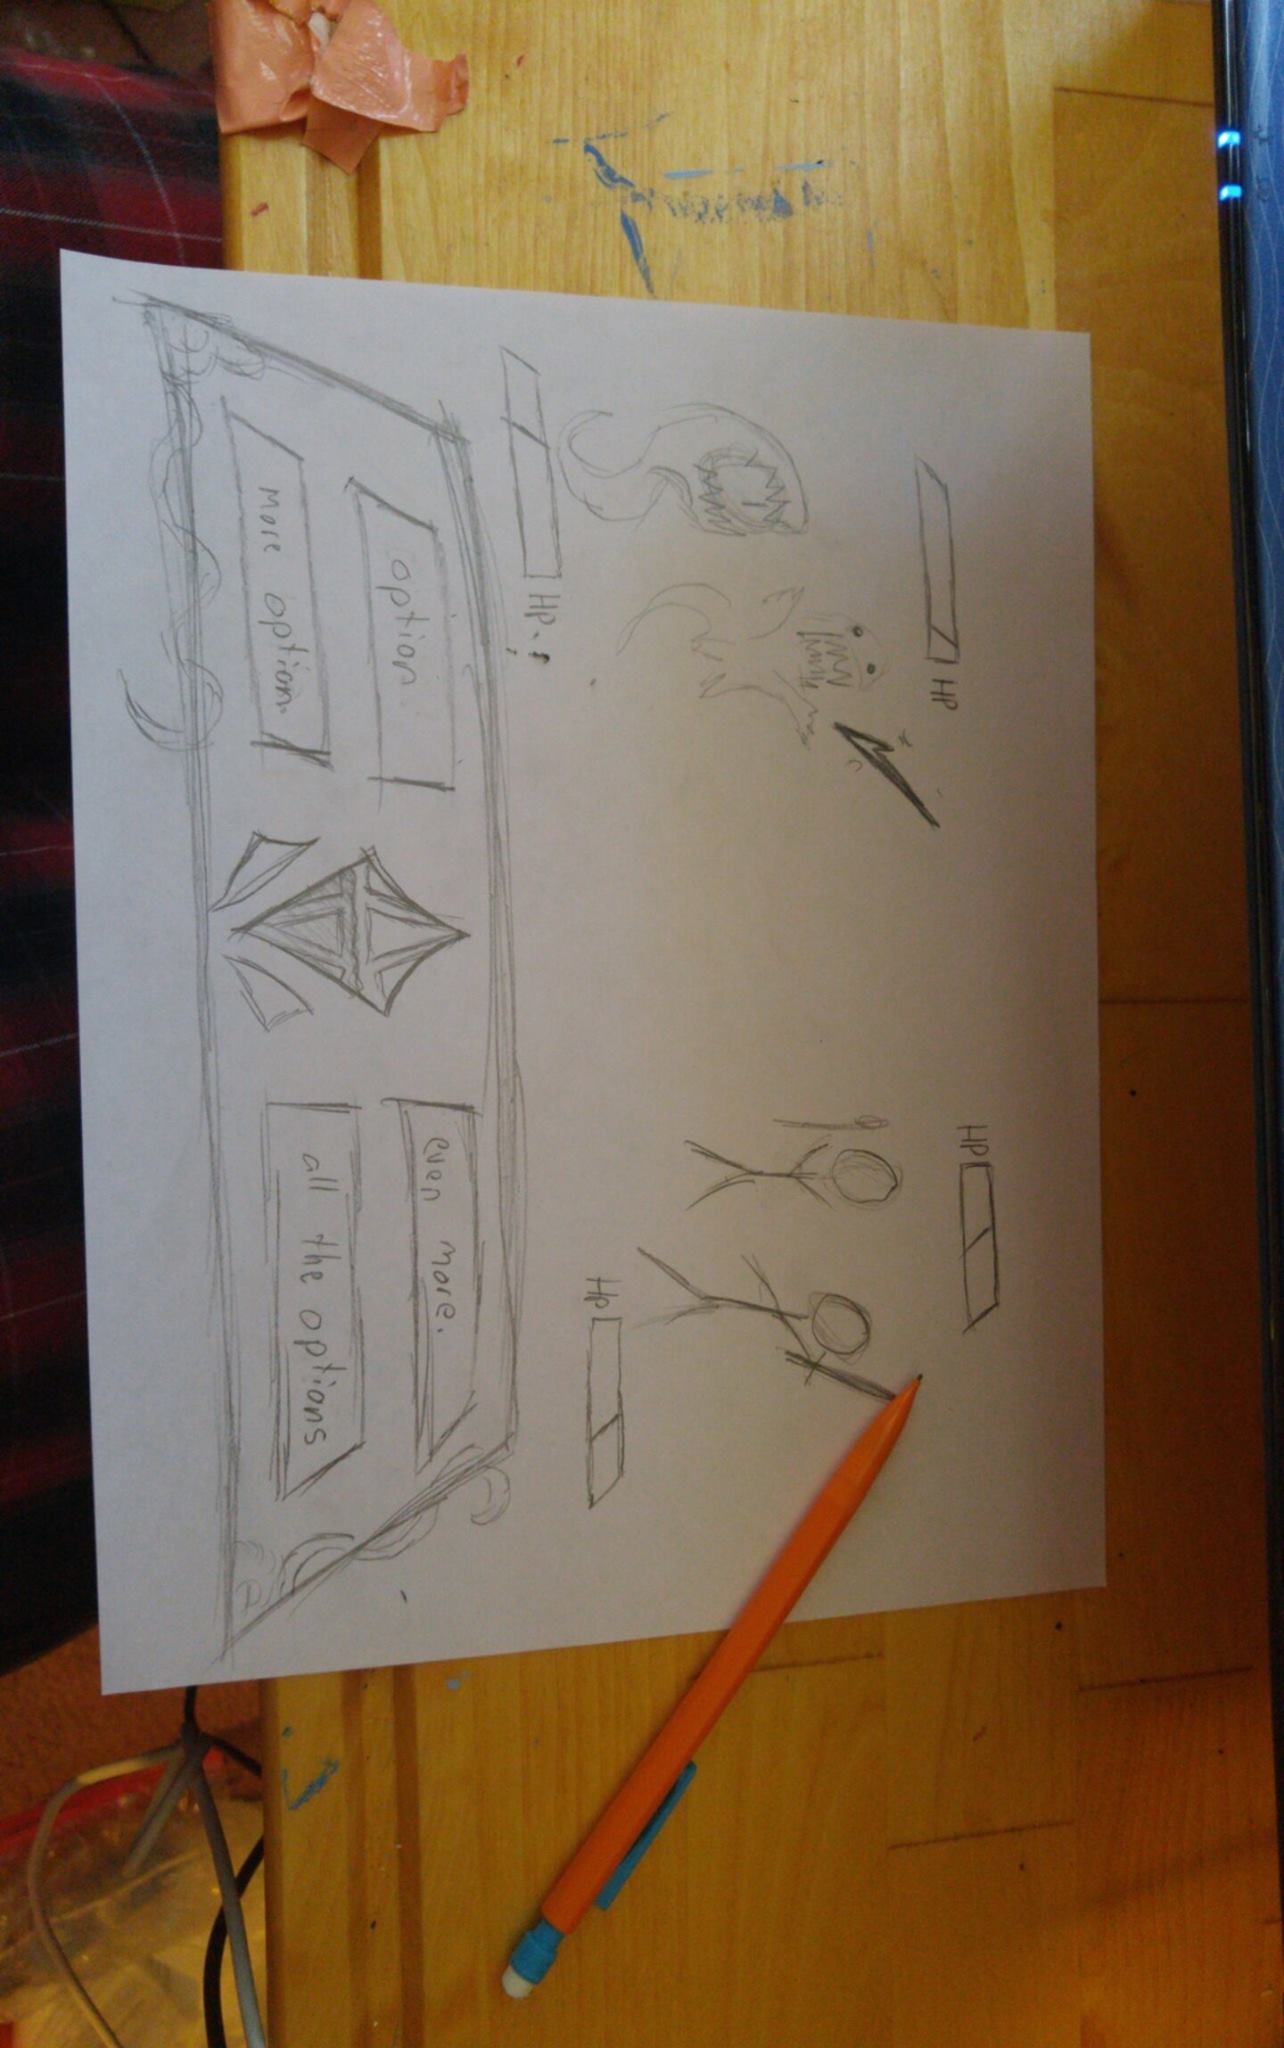 HP
HP
HP
HP.
option
even more.
more option.
all the options